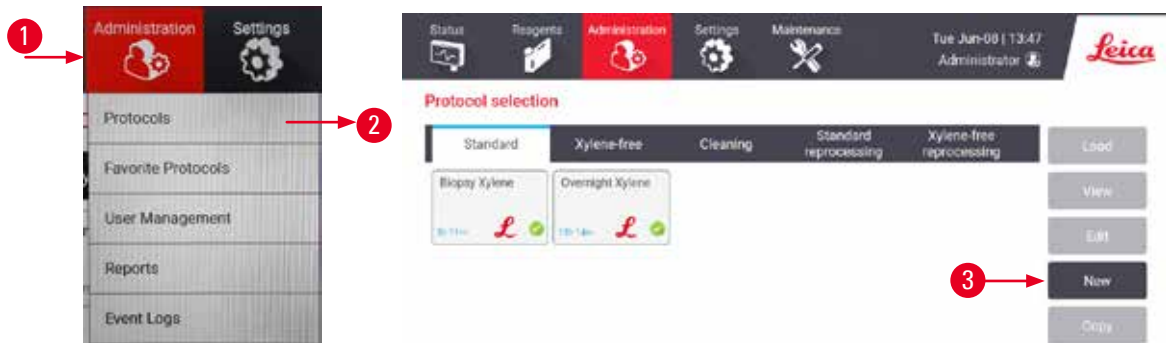 1
Administration
Settings
Protocols
2
Favorite Protocols
User Management
Reports
Event Logs
Status
Reagents
Administration
Settings
Maintenance
Tue Jun-08 | 13:47
Administrator
Leica
Protocol selection
Standard
Xylene-free
Cleaning
Standard
reprocessing
Xylene-free
reprocessing
Biopsy Xylene
L
Overnight Xylene
L
Load
View
Edit
3
New
Copy